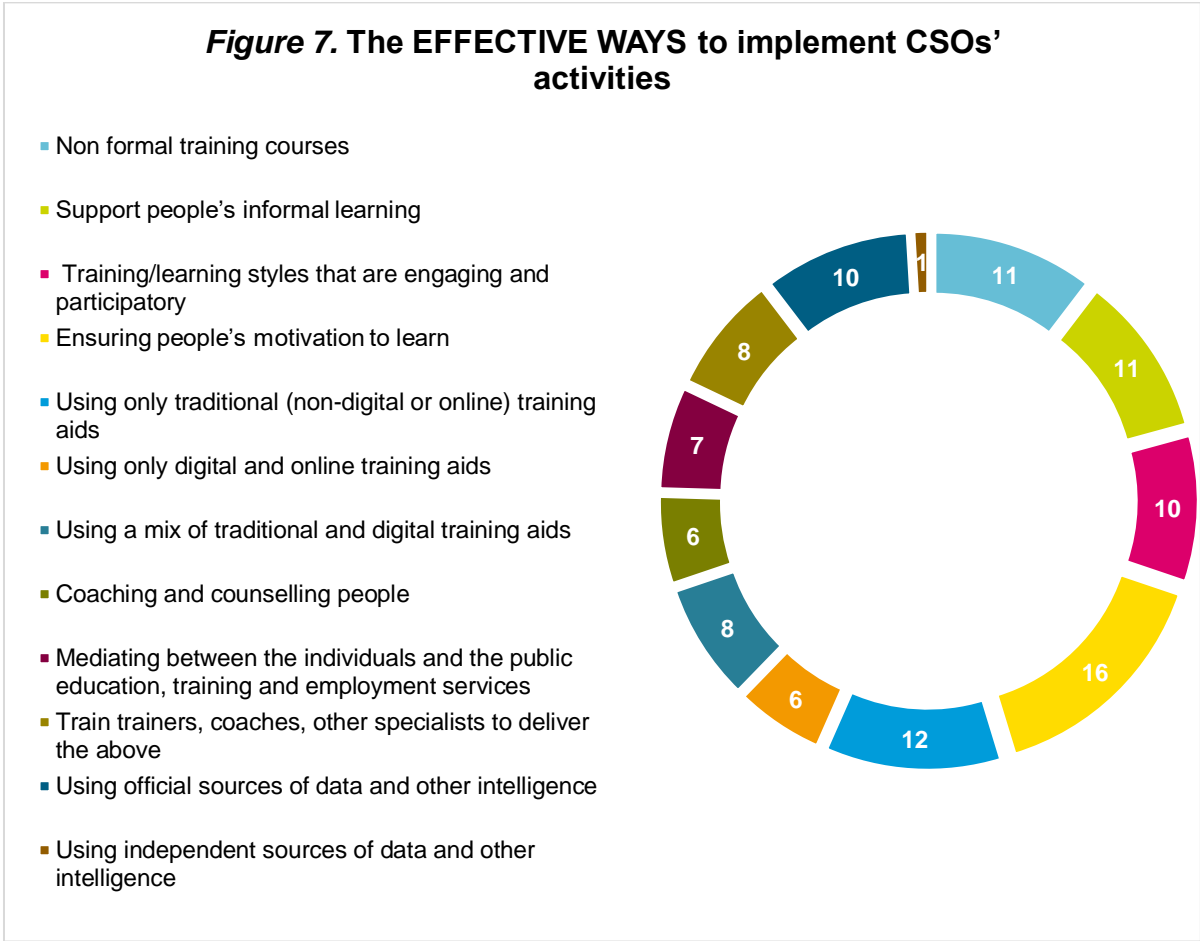 Figure 7. The EFFECTIVE WAYS to implement CSOs’
activities
Non formal training courses
Support people’s informal learning
Training/learning styles that are engaging and
participatory
Ensuring people’s motivation to learn
Using only traditional (non-digital or online) training
aids
Using only digital and online training aids
Using a mix of traditional and digital training aids
Coaching and counselling people
Mediating between the individuals and the public
education, training and employment services
Train trainers, coaches, other specialists to deliver
the above
Using official sources of data and other intelligence
Using independent sources of data and other
intelligence
11
11
10
16
12
6
8
6
7
8
10
1